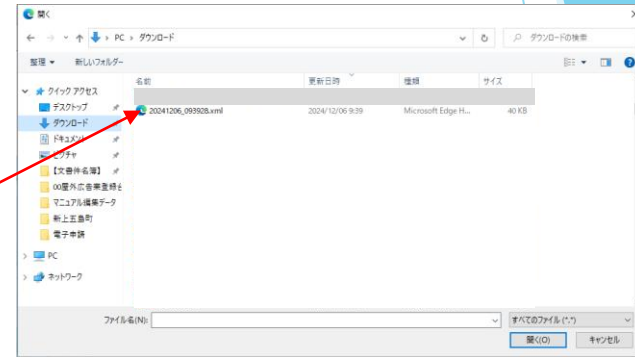 開く
PC > ダウンロード
ダウンロードの検索
整理 新しいフォルダー
名前 更新日時 種類 サイズ
クイック アクセス
デスクトップ
20241206_093928.xml 2024/12/06 9:39 Microsoft Edge H... 40 KB
ダウンロード
ドキュメント
ピクチャ
【文書件名簿】
00屋外広告業登録台
マニュアル編集データ
新上五島町
電子申請
PC
ネットワーク
ファイル名(N):
すべてのファイル (*.*)
開く(O) キャンセル